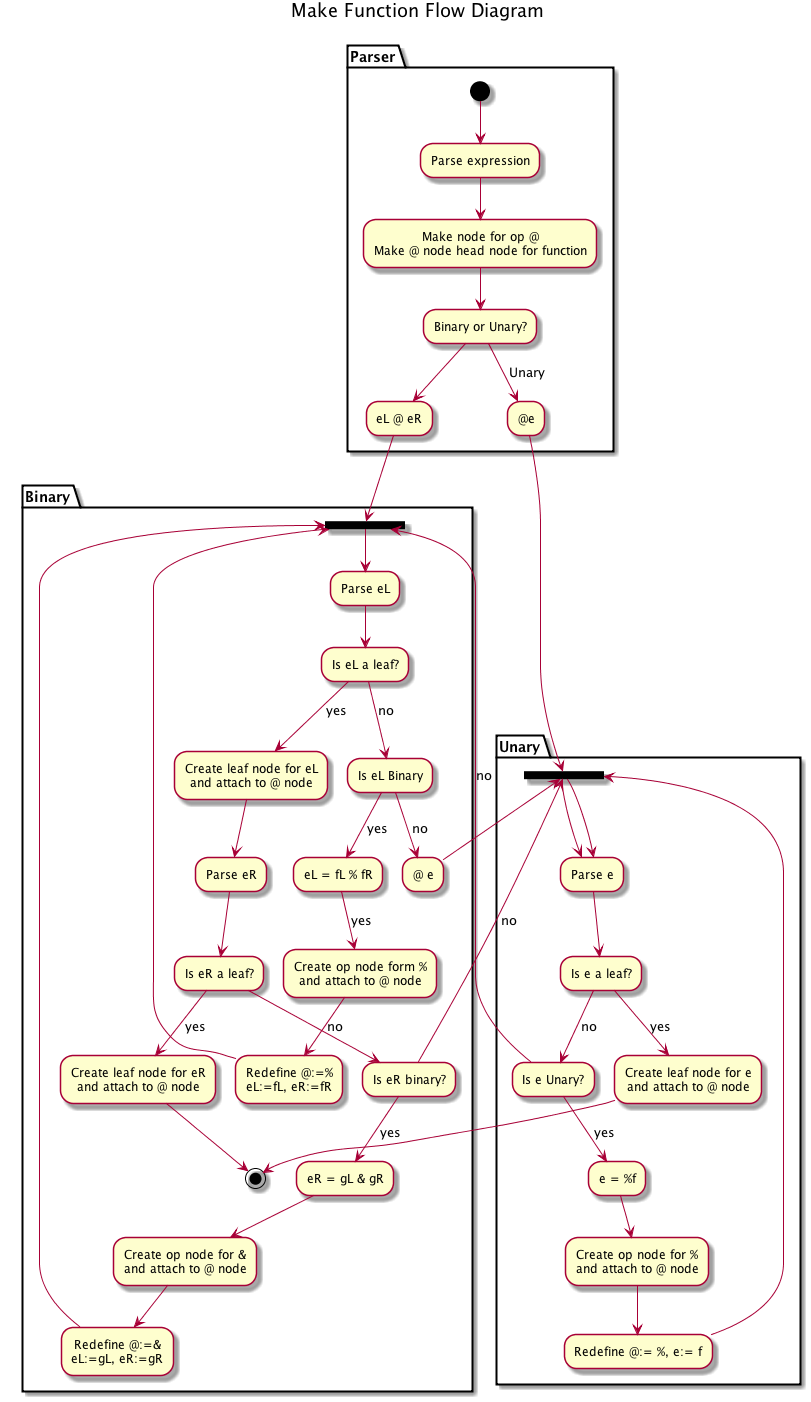 Make Function Flow Diagram
Parser
Parse expression
Make node for op @
Make @ node head node for function
Binary or Unary?
Unary
eL @ eR
@e
Binary
Parse eL
Is eL a leaf?
yes
no
Create leaf node for eL
and attach to @ node
Is eL Binary
yes
no
Parse eR
eL = fL % fR
@ e
yes
Is eR a leaf?
Create op node form %
and attach to @ node
yes
no
Create leaf node for eR
and attach to @ node
Redefine @:=%
eL:=fL, eR:=fR
Is eR binary?
yes
eR = gL & gR
Create op node for &
and attach to @ node
Redefine @:=&
eL:=gL, eR:=gR
Unary
no
Parse e
no
Is e a leaf?
no
yes
Is e Unary?
Create leaf node for e
and attach to @ node
yes
e = %f
Create op node for %
and attach to @ node
Redefine @:= %, e:= f